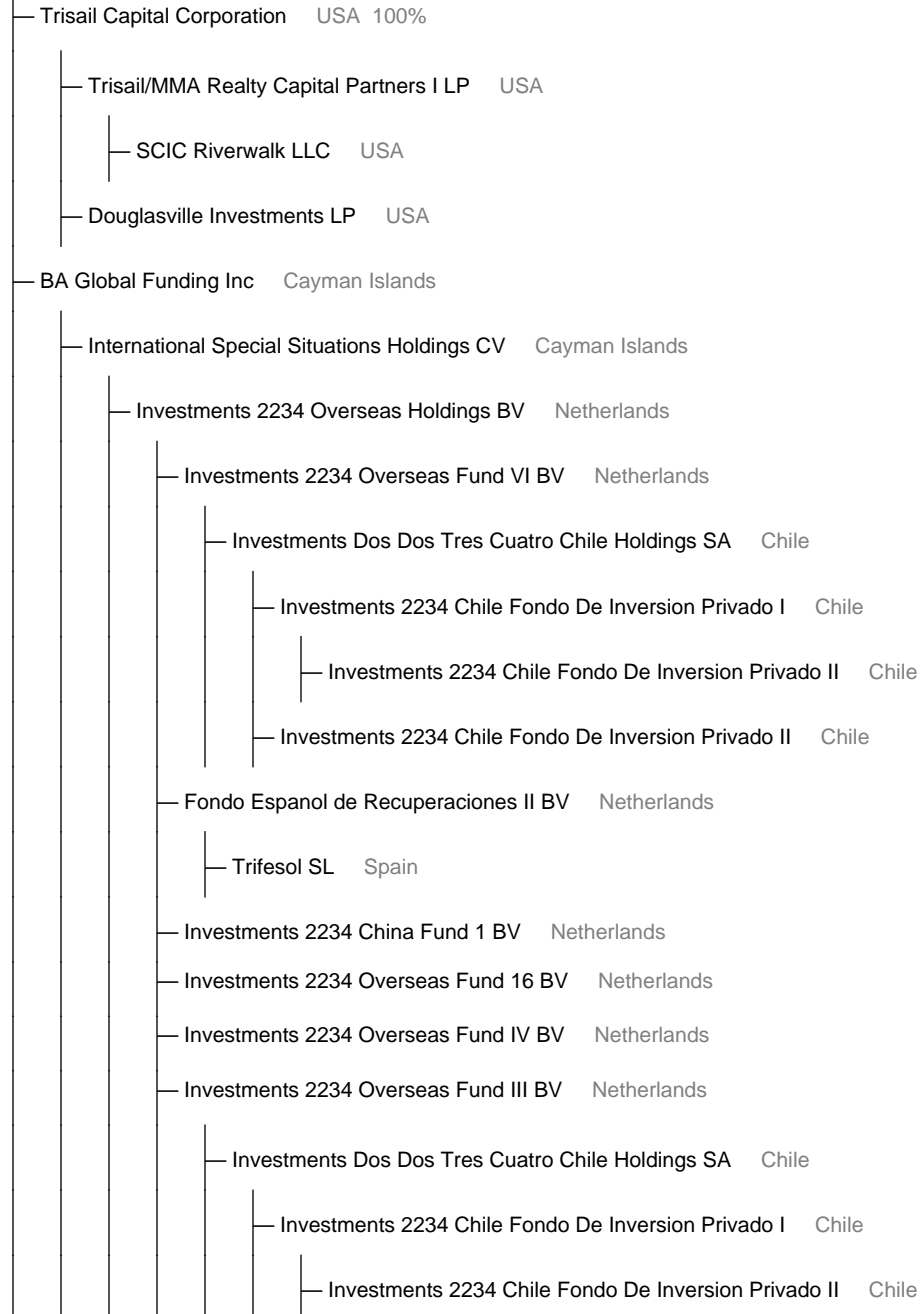 Trisail Capital Corporation USA 100%
Trisail/MMA Realty Capital Partners I LP USA
SCIC Riverwalk LLC USA
Douglasville Investments LP USA
BA Global Funding Inc Cayman Islands
International Special Situations Holdings CV Cayman Islands
Investments 2234 Overseas Holdings BV Netherlands
Investments 2234 Overseas Fund VI BV Netherlands
Investments Dos Dos Tres Cuatro Chile Holdings SA Chile
Investments 2234 Chile Fondo De Inversion Privado I Chile
Investments 2234 Chile Fondo De Inversion Privado II Chile
Investments 2234 Chile Fondo De Inversion Privado II Chile
Fondo Espanol de Recuperaciones II BV Netherlands
Trifesol SL Spain
Investments 2234 China Fund 1 BV Netherlands
Investments 2234 Overseas Fund 16 BV Netherlands
Investments 2234 Overseas Fund IV BV Netherlands
Investments 2234 Overseas Fund III BV Netherlands
Investments Dos Dos Tres Cuatro Chile Holdings SA Chile
Investments 2234 Chile Fondo De Inversion Privado I Chile
Investments 2234 Chile Fondo De Inversion Privado II Chile